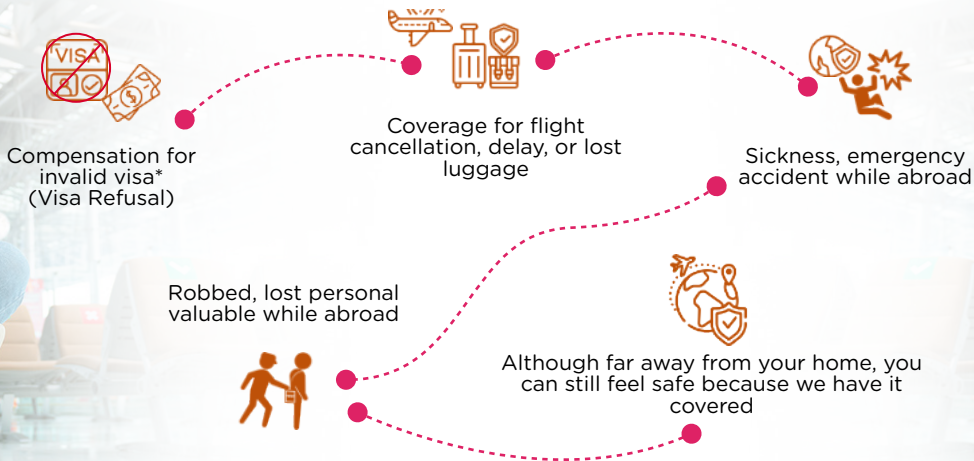 VISA
Compensation for
invalid visa*
(Visa Refusal)
Coverage for flight
cancellation, delay, or lost
luggage
Sickness, emergency
accident while abroad
Robbed, lost personal
valuable while abroad
Although far away from your home, you
can still feel safe because we have it
covered